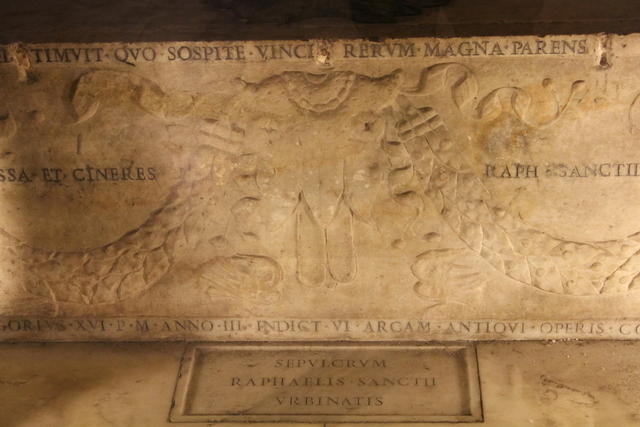 TIMVIT · QVO · SOSPITE · VINCI RERVM · MAGNA · PARENS
SSA · ET · CINERES
RAPH · SANCTII
GORIVS · XVI · P · M · ANNO · III · INDICT · VI · ARCAM · ANTIQVI · OPERIS · CO
SEPVLCRVM
RAPHAELIS · SANCTII
VRBINATIS